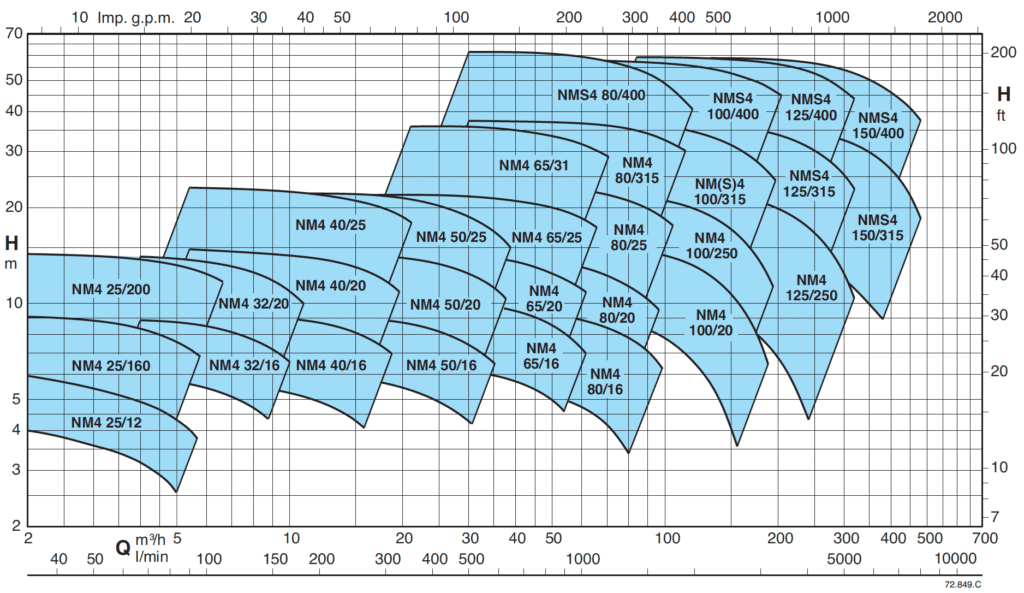 10 Imp. g.p.m. 20 30 40 50 100 200 300 400 500 1000 2000
70
50
40
30
20
H
m
10
5
4
3
2
200
H
ft
100
50
40
30
20
10
7
NMS4 80/400
NMS4
100/400
NMS4
125/400
NMS4
150/400
NM4 65/31
NM4
80/315
NM(S)4
100/315
NMS4
125/315
NMS4
150/315
NM4 40/25
NM4 50/25
NM4 65/25
NM4
80/25
NM4
100/250
NM4
125/250
NM4 25/200
NM4 32/20
NM4 40/20
NM4 50/20
NM4
65/20
NM4
80/20
NM4
100/20
NM4 25/160
NM4 32/16
NM4 40/16
NM4 50/16
NM4
65/16
NM4
80/16
NM4 25/12
2 Q m³/h 5 10 20 30 40 50 100 200 300 400 500 700
40 50 l/min 100 150 200 300 400 500 1000 5000 10000
72.849.C